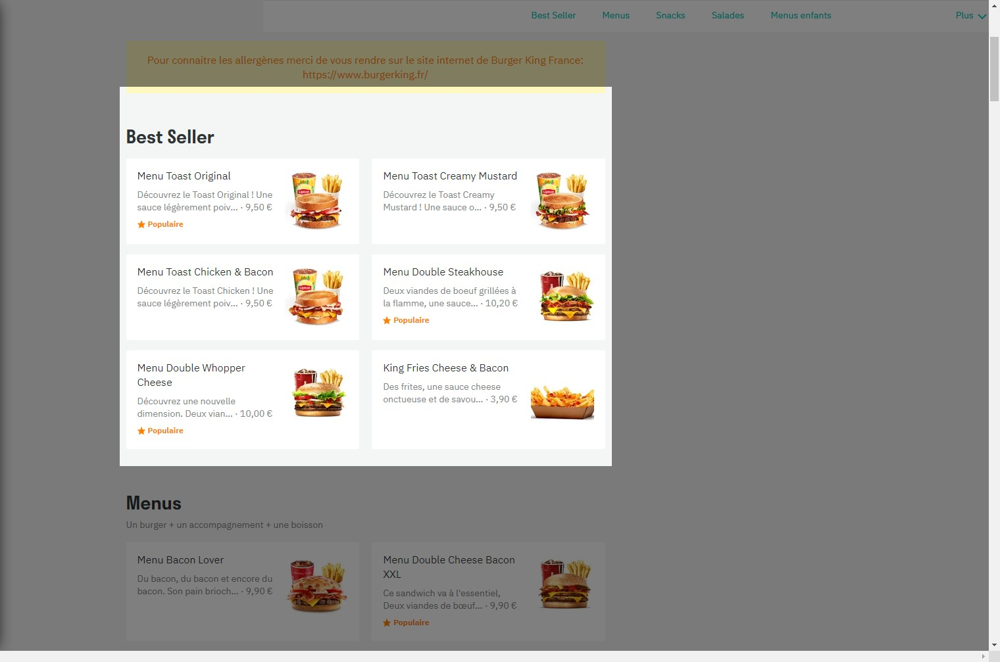 Best Seller
Menus
Snacks
Salades
Menus enfants
Plus
Pour connaitre les allergènes merci de vous rendre sur le site internet de Burger King France:
https://www.burgerking.fr/
Best Seller
Menu Toast Original
Découvrez le Toast Original ! Une
sauce légèrement poiv... · 9,50 €
Populaire
Lipton
Menu Toast Creamy Mustard
Découvrez le Toast Creamy
Mustard ! Une sauce o... · 9,50 €
Lipton
Menu Toast Chicken & Bacon
Découvrez le Toast Chicken ! Une
sauce légèrement poiv... · 9,50 €
Lipton
Menu Double Steakhouse
Deux viandes de boeuf grillées à
la flamme, une sauce... · 10,20 €
Populaire
Menu Double Whopper
Cheese
Découvrez une nouvelle
dimension. Deux vian... · 10,00 €
Populaire
King Fries Cheese & Bacon
Des frites, une sauce cheese
onctueuse et de savou... · 3,90 €
Menus
Un burger + un accompagnement + une boisson
Menu Bacon Lover
Du bacon, du bacon et encore du
bacon. Son pain brioch... · 9,90 €
Menu Double Cheese Bacon
XXL
Ce sandwich va à l'essentiel,
Deux viandes de bœuf... · 9,90 €
Populaire